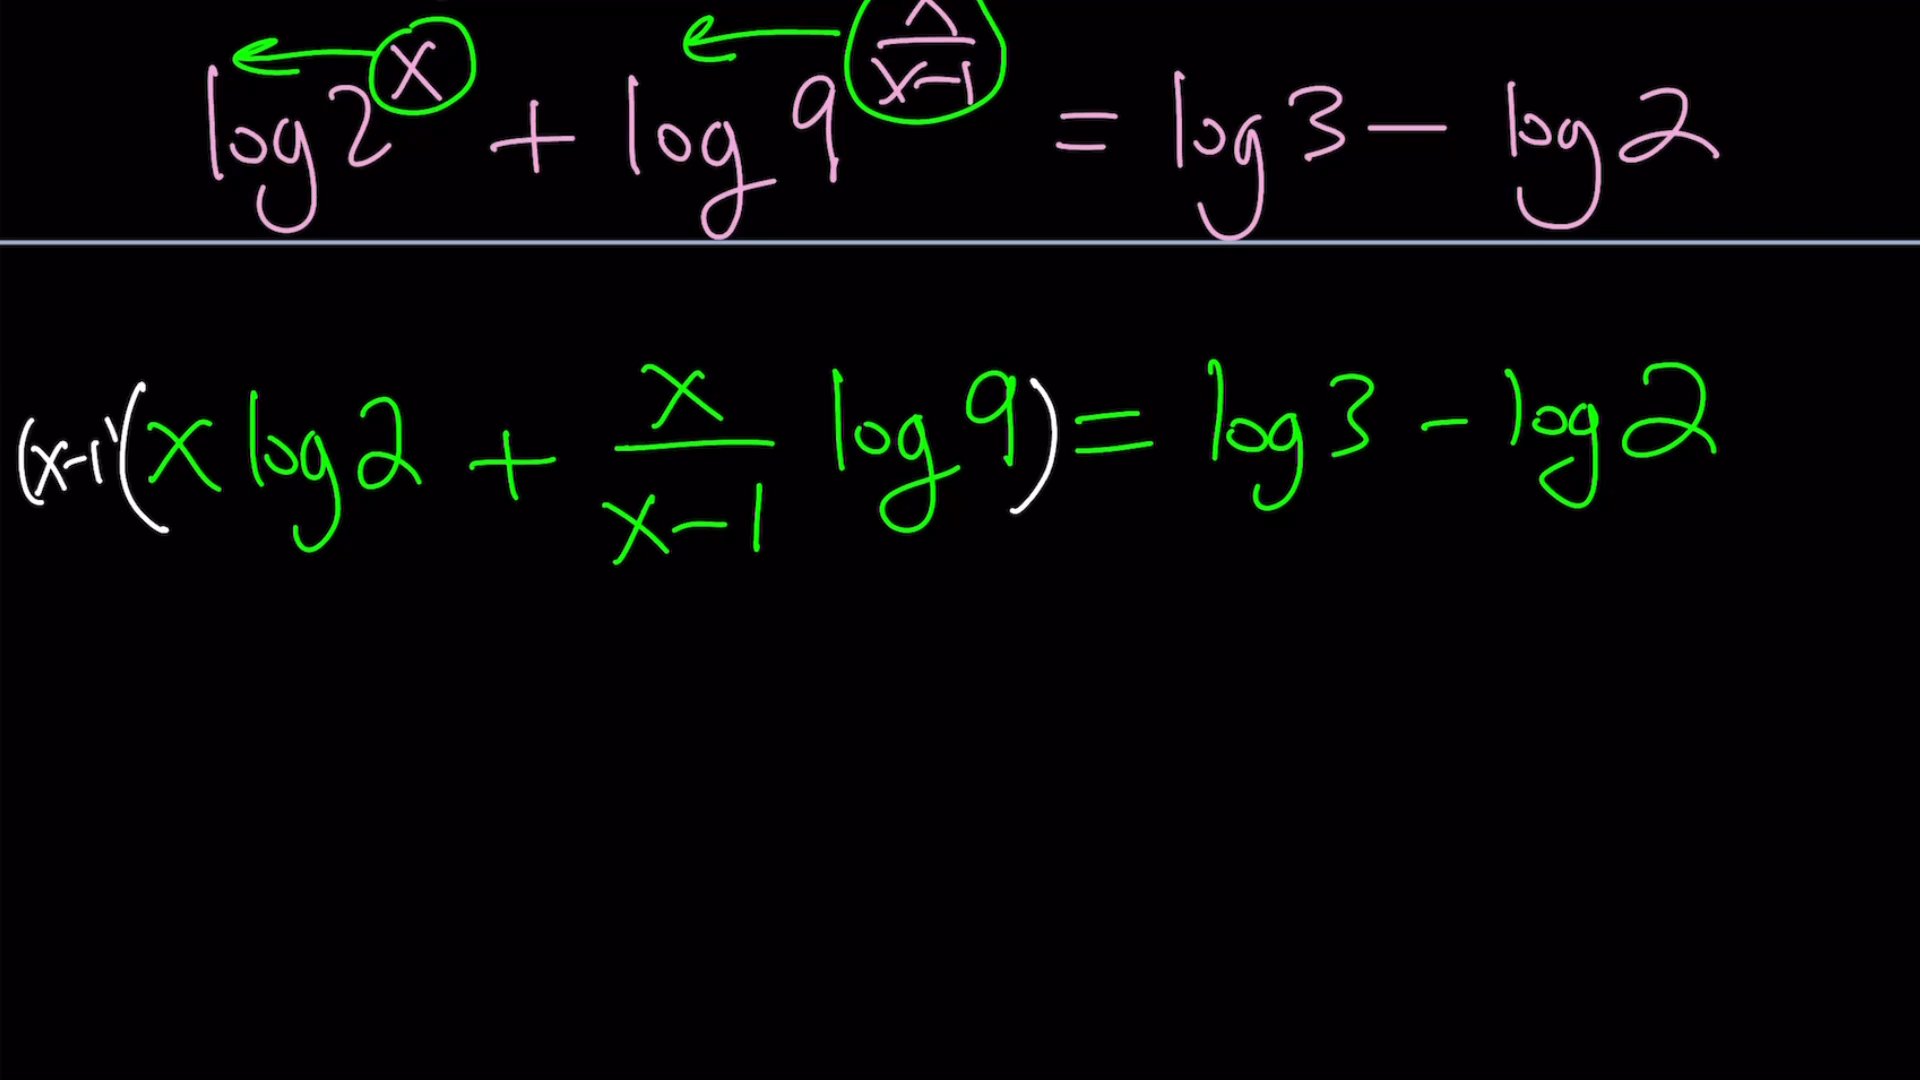 log 2^x + log 9^(x/(x-1)) = log 3 - log 2
(x-1)(x log 2 + x/(x-1) log 9) = log 3 - log 2